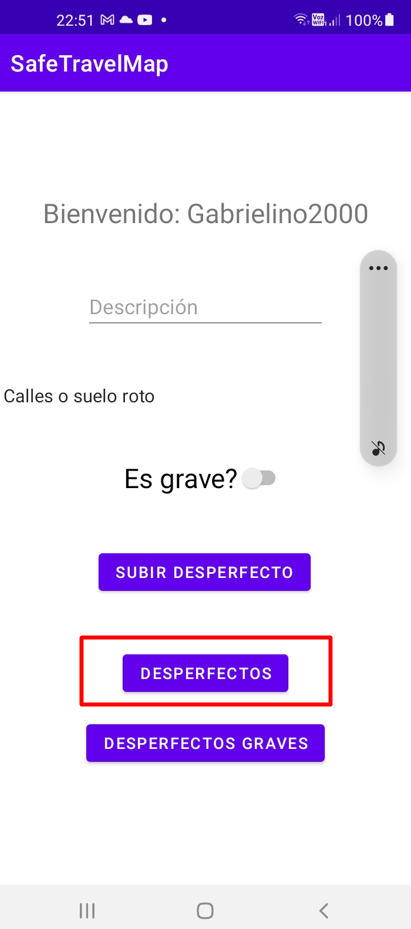 22:51 100%
SafeTravelMap
Bienvenido: Gabrielino2000
Descripción
Calles o suelo roto
Es grave?
SUBIR DESPERFECTO
DESPERFECTOS
DESPERFECTOS GRAVES